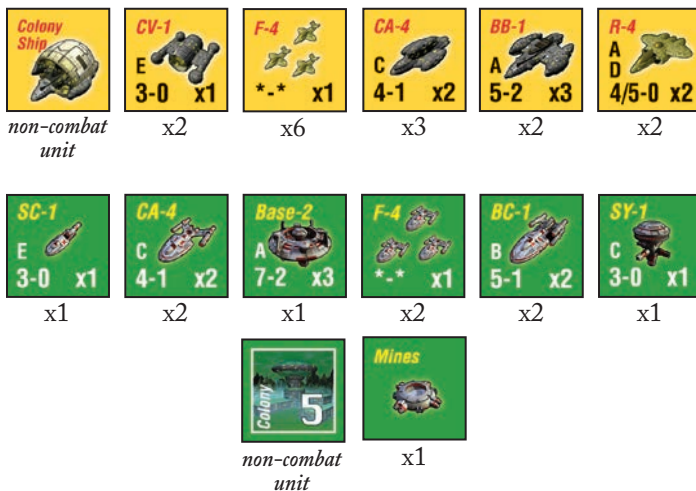 Colony
Ship
non-combat
unit
CV-1
E
3-0 x1
x2
F-4
*-* x1
x6
CA-4
C
4-1 x2
x3
BB-1
A
5-2 x3
x2
R-4
A
D
4/5-0 x2
x2
SC-1
E
3-0 x1
x1
CA-4
C
4-1 x2
x2
Base-2
A
7-2 x3
x1
F-4
*-* x1
x2
BC-1
B
5-1 x2
x2
SY-1
C
3-0 x1
x1
Colony
5
non-combat
unit
Mines
x1